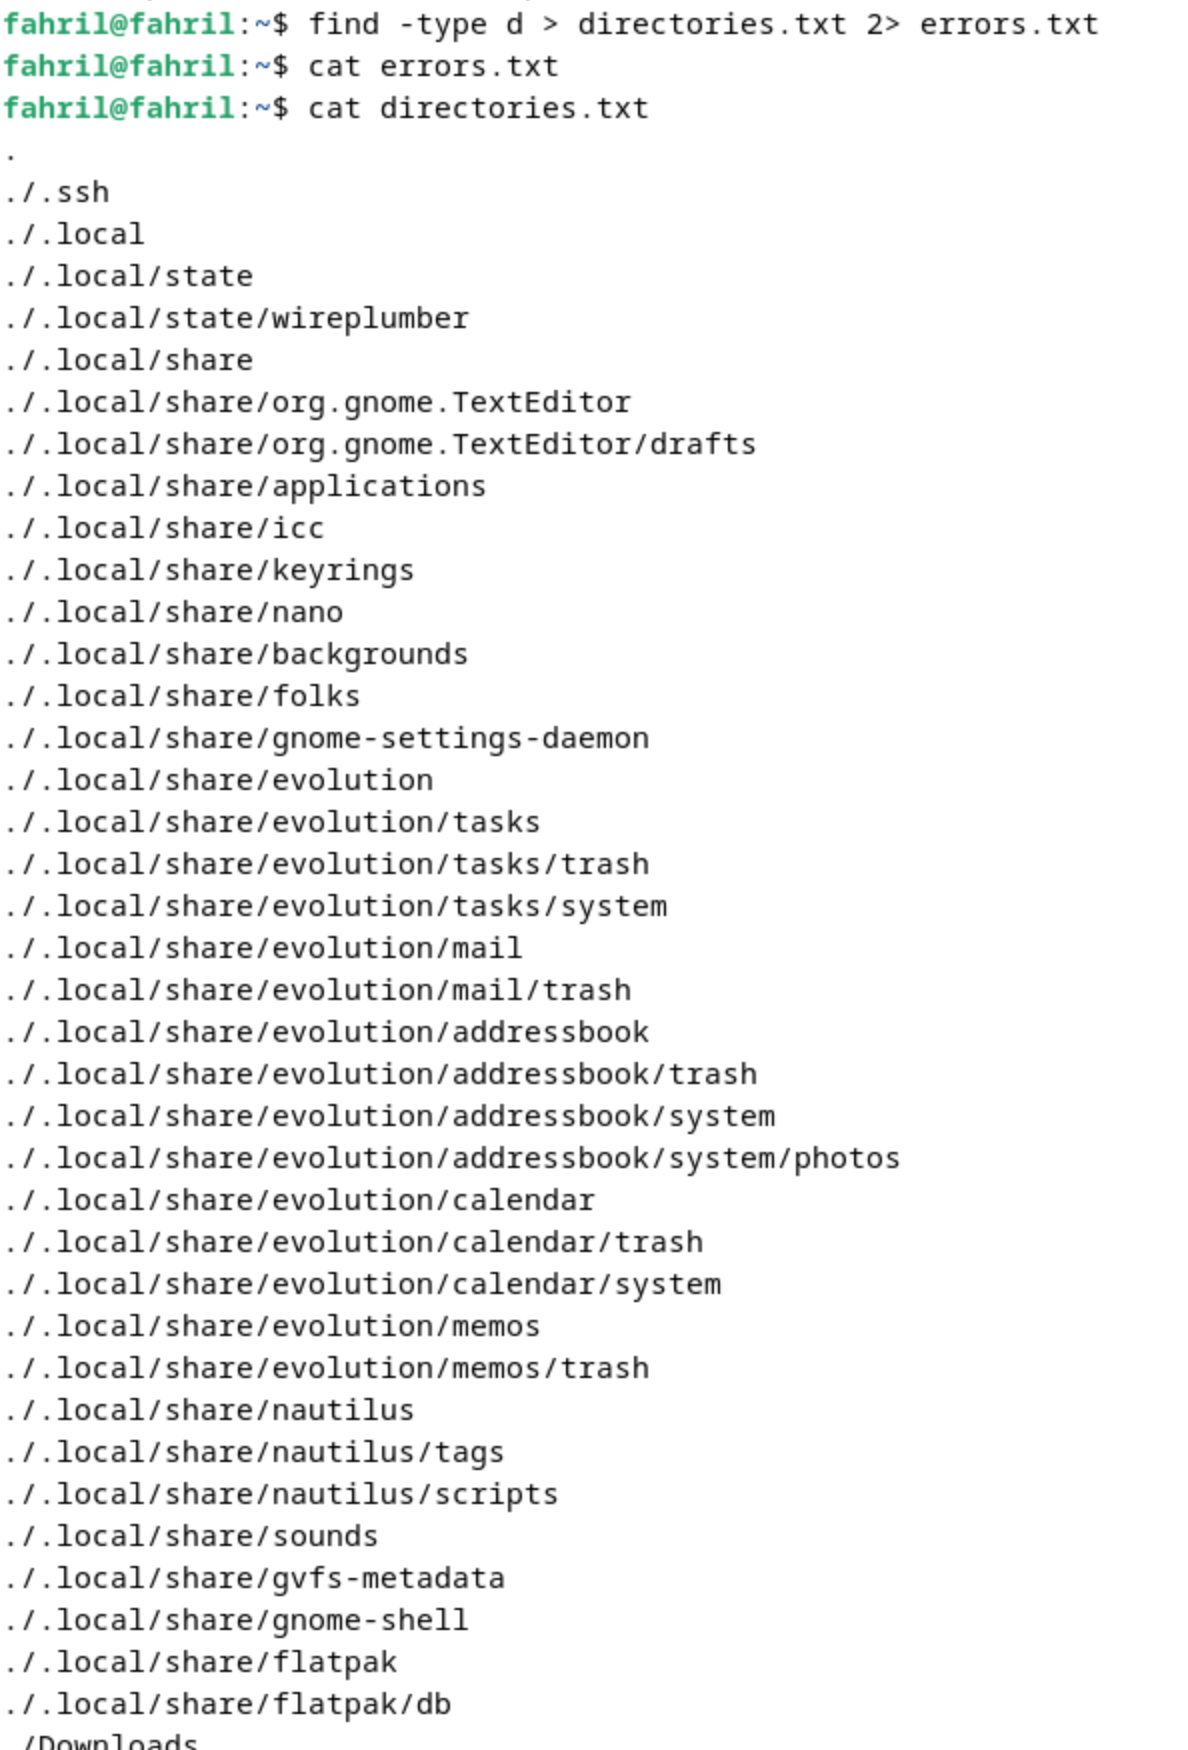 fahril@fahril:~$ find -type d > directories.txt 2> errors.txt
fahril@fahril:~$ cat errors.txt
fahril@fahril:~$ cat directories.txt
.
./.ssh
./.local
./.local/state
./.local/state/wireplumber
./.local/share
./.local/share/org.gnome.TextEditor
./.local/share/org.gnome.TextEditor/drafts
./.local/share/applications
./.local/share/icc
./.local/share/keyrings
./.local/share/nano
./.local/share/backgrounds
./.local/share/folks
./.local/share/gnome-settings-daemon
./.local/share/evolution
./.local/share/evolution/tasks
./.local/share/evolution/tasks/trash
./.local/share/evolution/tasks/system
./.local/share/evolution/mail
./.local/share/evolution/mail/trash
./.local/share/evolution/addressbook
./.local/share/evolution/addressbook/trash
./.local/share/evolution/addressbook/system
./.local/share/evolution/addressbook/system/photos
./.local/share/evolution/calendar
./.local/share/evolution/calendar/trash
./.local/share/evolution/calendar/system
./.local/share/evolution/memos
./.local/share/evolution/memos/trash
./.local/share/nautilus
./.local/share/nautilus/tags
./.local/share/nautilus/scripts
./.local/share/sounds
./.local/share/gvfs-metadata
./.local/share/gnome-shell
./.local/share/flatpak
./.local/share/flatpak/db
/Downloads